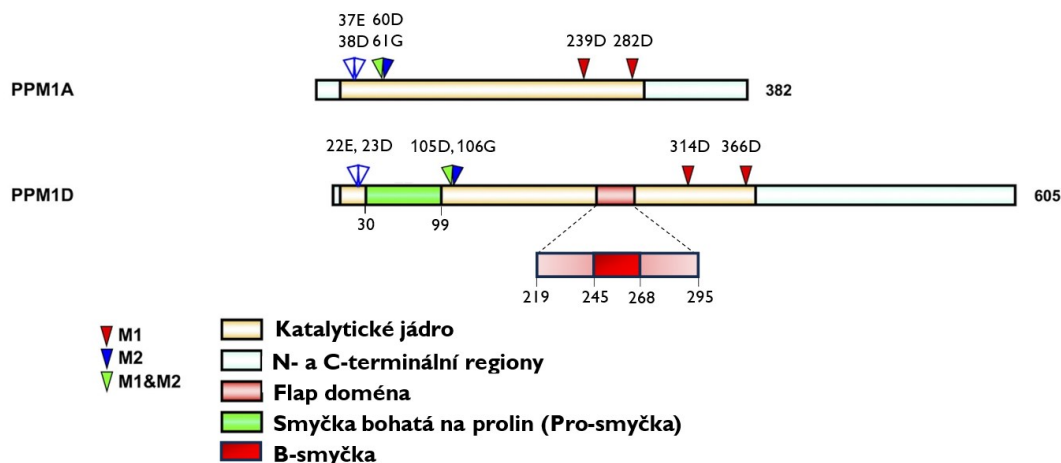 37E 60D
38D 61G 239D 282D
PPM1A 382
22E, 23D 105D, 106G 314D 366D
PPM1D 605
30 99
219 245 268 295
M1
M2
M1&M2
Katalytické jádro
N- a C-terminální regiony
Flap doména
Smyčka bohatá na prolin (Pro-smyčka)
B-smyčka